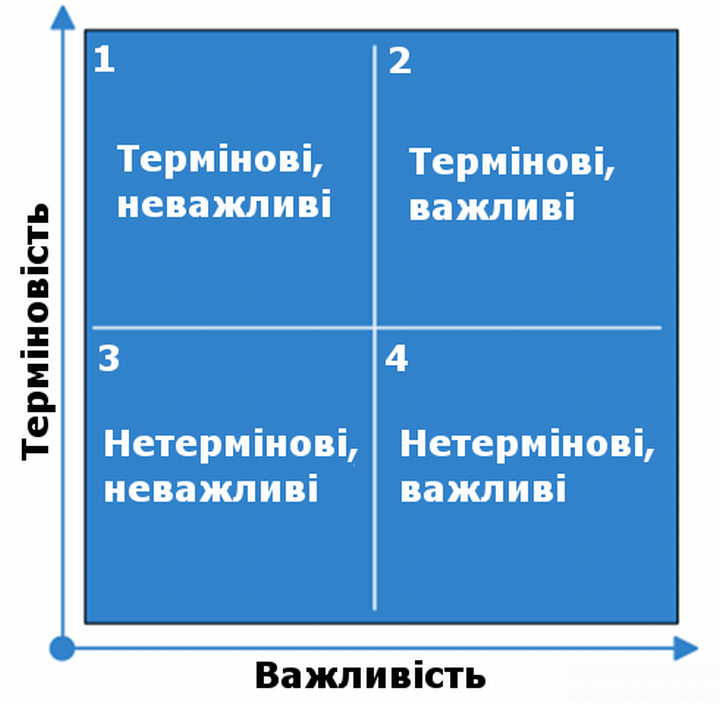 1
Термінові,
неважливі
2
Термінові,
важливі
3
Нетермінові,
неважливі
4
Нетермінові,
важливі
Терміновість
Важливість